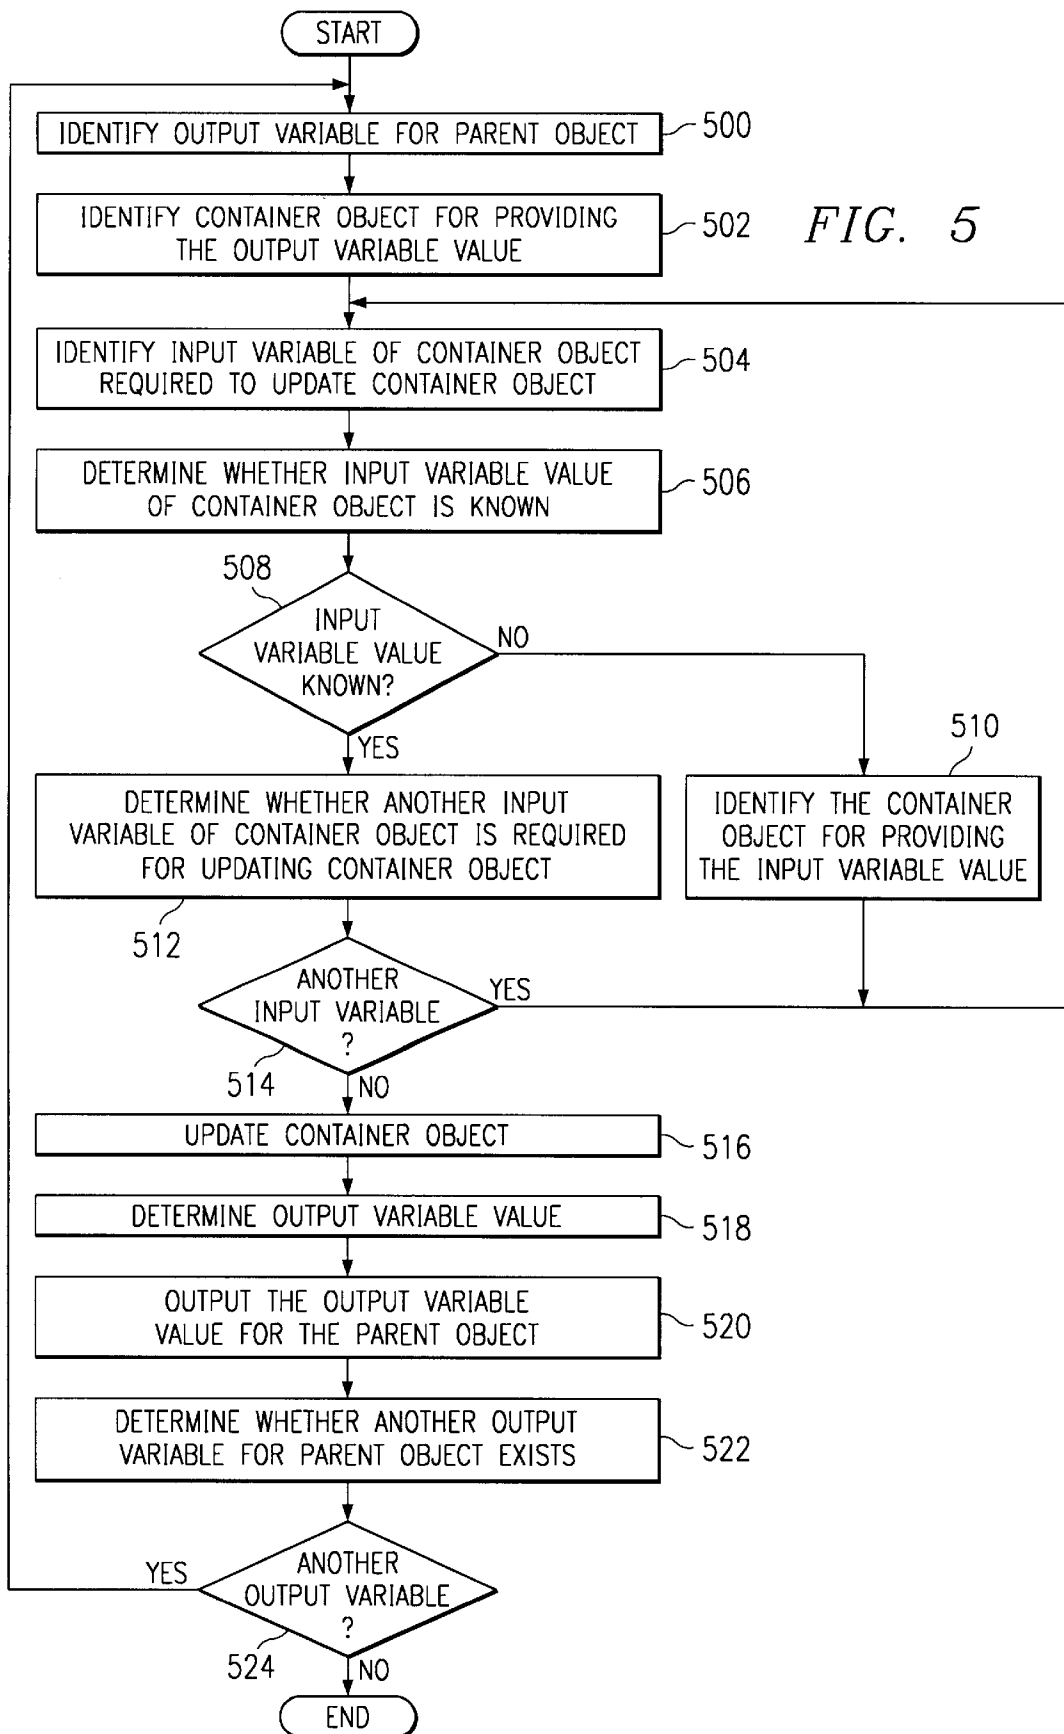 START
IDENTIFY OUTPUT VARIABLE FOR PARENT OBJECT
500
IDENTIFY CONTAINER OBJECT FOR PROVIDING
THE OUTPUT VARIABLE VALUE
502
FIG. 5
IDENTIFY INPUT VARIABLE OF CONTAINER OBJECT
REQUIRED TO UPDATE CONTAINER OBJECT
504
DETERMINE WHETHER INPUT VARIABLE VALUE
OF CONTAINER OBJECT IS KNOWN
506
508
INPUT
VARIABLE VALUE
KNOWN?
NO
YES
510
IDENTIFY THE CONTAINER
OBJECT FOR PROVIDING
THE INPUT VARIABLE VALUE
DETERMINE WHETHER ANOTHER INPUT
VARIABLE OF CONTAINER OBJECT IS REQUIRED
FOR UPDATING CONTAINER OBJECT
512
ANOTHER
INPUT VARIABLE
?
YES
514
NO
UPDATE CONTAINER OBJECT
516
DETERMINE OUTPUT VARIABLE VALUE
518
OUTPUT THE OUTPUT VARIABLE
VALUE FOR THE PARENT OBJECT
520
DETERMINE WHETHER ANOTHER OUTPUT
VARIABLE FOR PARENT OBJECT EXISTS
522
YES
ANOTHER
OUTPUT VARIABLE
?
524
NO
END